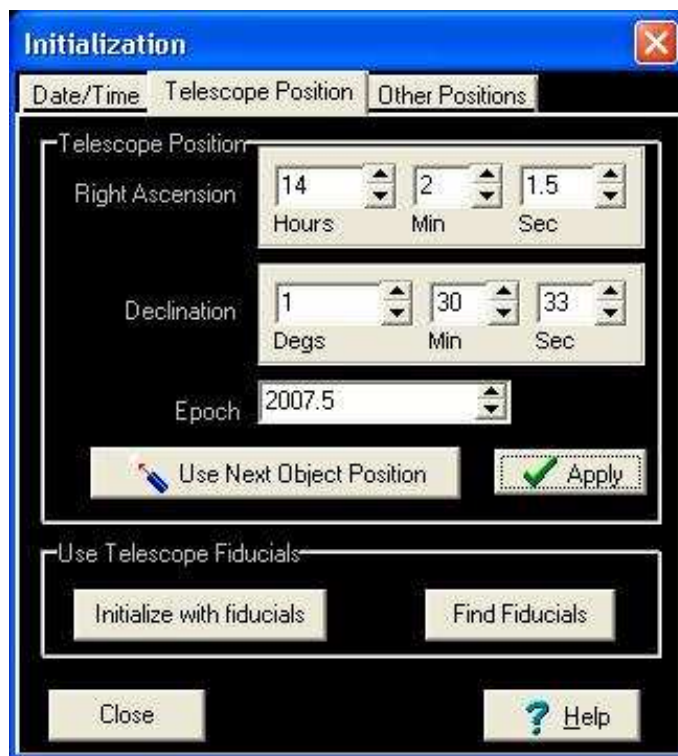 Initialization
Date/Time Telescope Position Other Positions
Telescope Position
Right Ascension 14 2 1.5
Hours Min Sec
Declination 1 30 33
Degs Min Sec
Epoch 2007.5
Use Next Object Position Apply
Use Telescope Fiducials
Initialize with fiducials Find Fiducials
Close ? Help